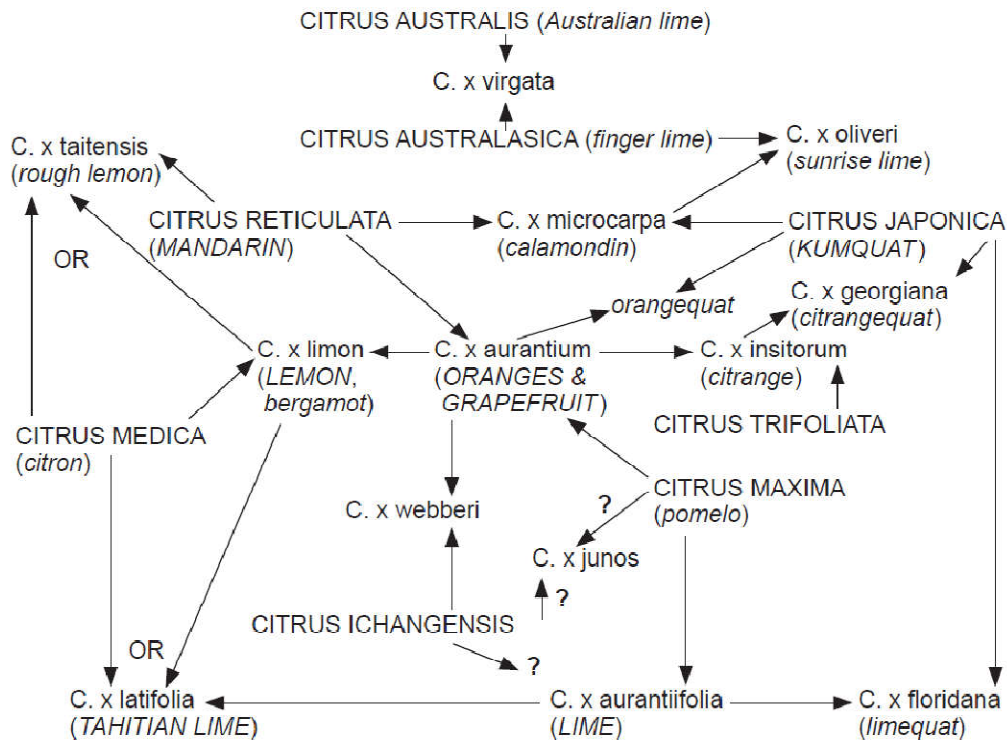 CITRUS AUSTRALIS (Australian lime)
C. x virgata
CITRUS AUSTRALASICA (finger lime)
C. x oliveri
(sunrise lime)
C. x taitensis
(rough lemon)
CITRUS RETICULATA
(MANDARIN)
C. x microcarpa
(calamondin)
CITRUS JAPONICA
(KUMQUAT)
OR
orangequat
C. x georgiana
(citrangequat)
C. x limon
(LEMON,
bergamot)
C. x aurantium
(ORANGES &
GRAPEFRUIT)
C. x insitorum
(citrange)
CITRUS TRIFOLIATA
CITRUS MEDICA
(citron)
CITRUS MAXIMA
(pomelo)
?
C. x webberi
C. x junos
?
CITRUS ICHANGENSIS
?
OR
C. x latifolia
(TAHITIAN LIME)
C. x aurantiifolia
(LIME)
C. x floridana
(limequat)